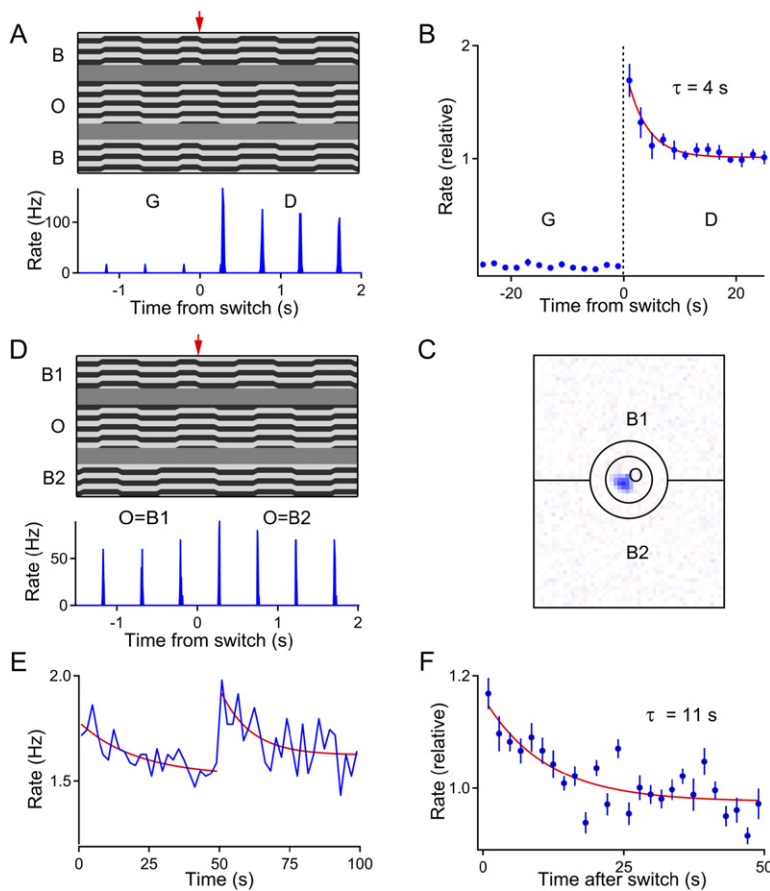 A
B
O
B
Rate (Hz)
100
0
G
D
-1
0
1
2
Time from switch (s)
B
Rate (relative)
2
1
τ = 4 s
G
D
-20
0
20
Time from switch (s)
D
B1
O
B2
Rate (Hz)
50
0
O=B1
O=B2
-1
0
1
2
Time from switch (s)
C
B1
O
B2
E
Rate (Hz)
2.0
1.5
0
25
50
75
100
Time (s)
F
Rate (relative)
1.2
1.0
τ = 11 s
0
25
50
Time after switch (s)